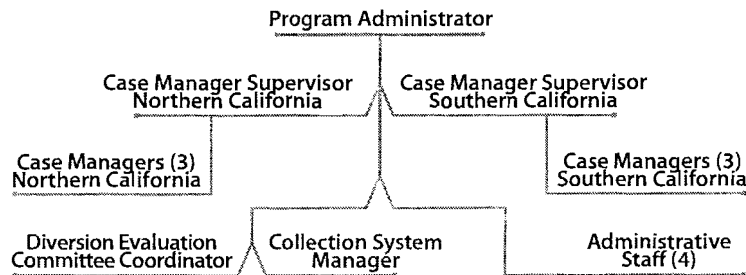 Program Administrator
Case Manager Supervisor
Northern California
Case Manager Supervisor
Southern California
Case Managers (3)
Northern California
Case Managers (3)
Southern California
Diversion Evaluation
Committee Coordinator
Collection System
Manager
Administrative
Staff (4)